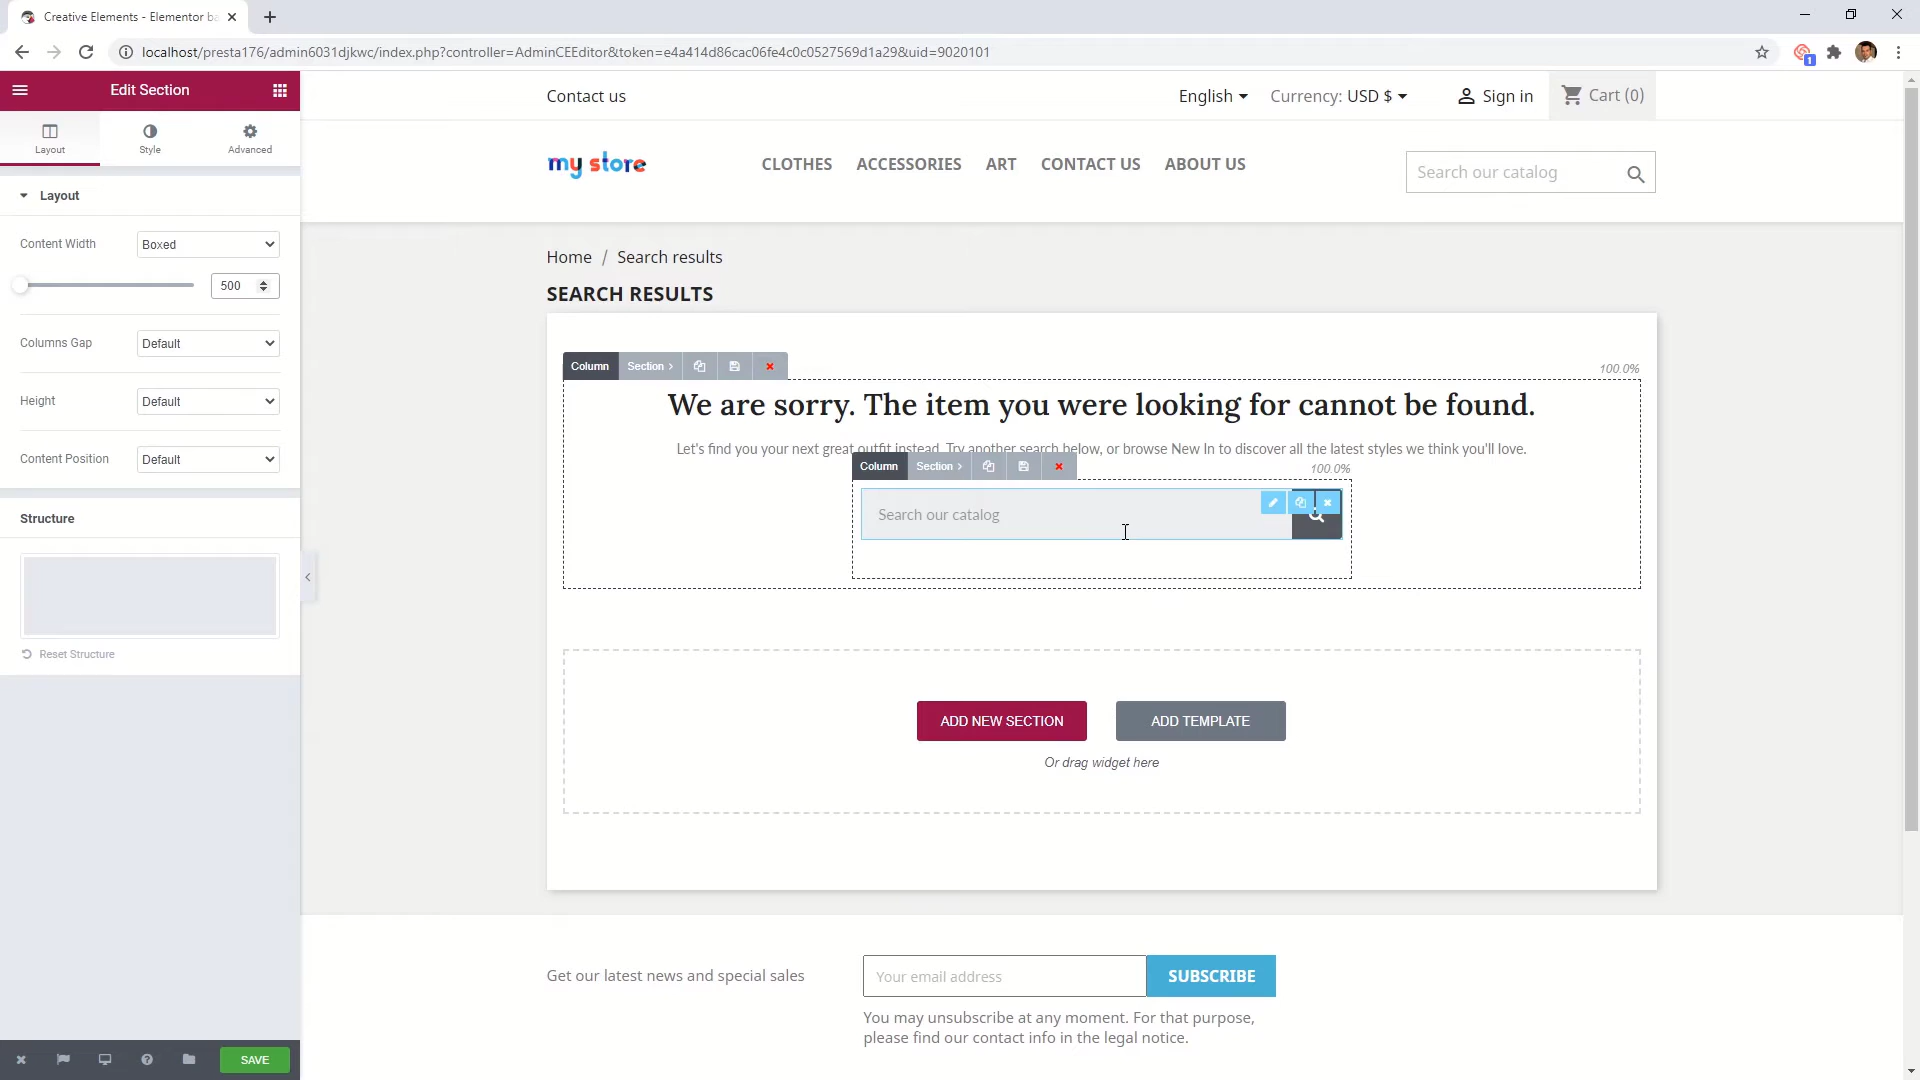 Creative Elements - Elementor ba
localhost/presta176/admin6031djkwc/index.php?controller=AdminCEEditor&token=e4a414d86cac06fe4c0c0527569d1a29&uid=9020101
1
Edit Section
Layout
Style
Advanced
Layout
Content Width
Boxed
500
Columns Gap
Default
Height
Default
Content Position
Default
Structure
Reset Structure
SAVE
Contact us
English
Currency: USD $
Sign in
Cart (0)
my store
CLOTHES
ACCESSORIES
ART
CONTACT US
ABOUT US
Search our catalog
Home / Search results
SEARCH RESULTS
Column
Section
100.0%
We are sorry. The item you were looking for cannot be found.
Let's find you your next great outfit instead. Try another search below, or browse New In to discover all the latest styles we think you'll love.
Column
Section
100.0%
Search our catalog
ADD NEW SECTION
ADD TEMPLATE
Or drag widget here
Get our latest news and special sales
Your email address
SUBSCRIBE
You may unsubscribe at any moment. For that purpose,
please find our contact info in the legal notice.